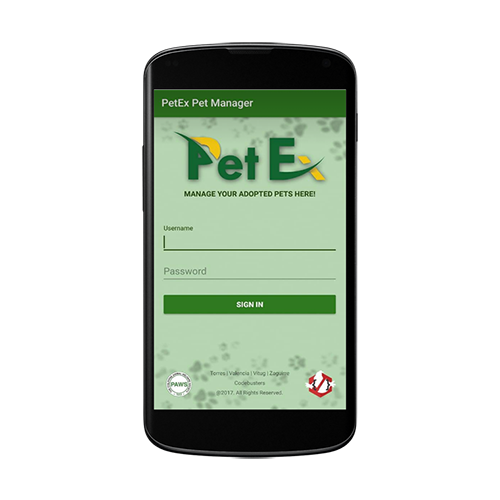 PetEx Pet Manager
Pet Ex
MANAGE YOUR ADOPTED PETS HERE!
Username
Password
SIGN IN
Torres | Valencia | Vitug | Zaguirre
Codebusters
©2017. All Rights Reserved.
PAWS